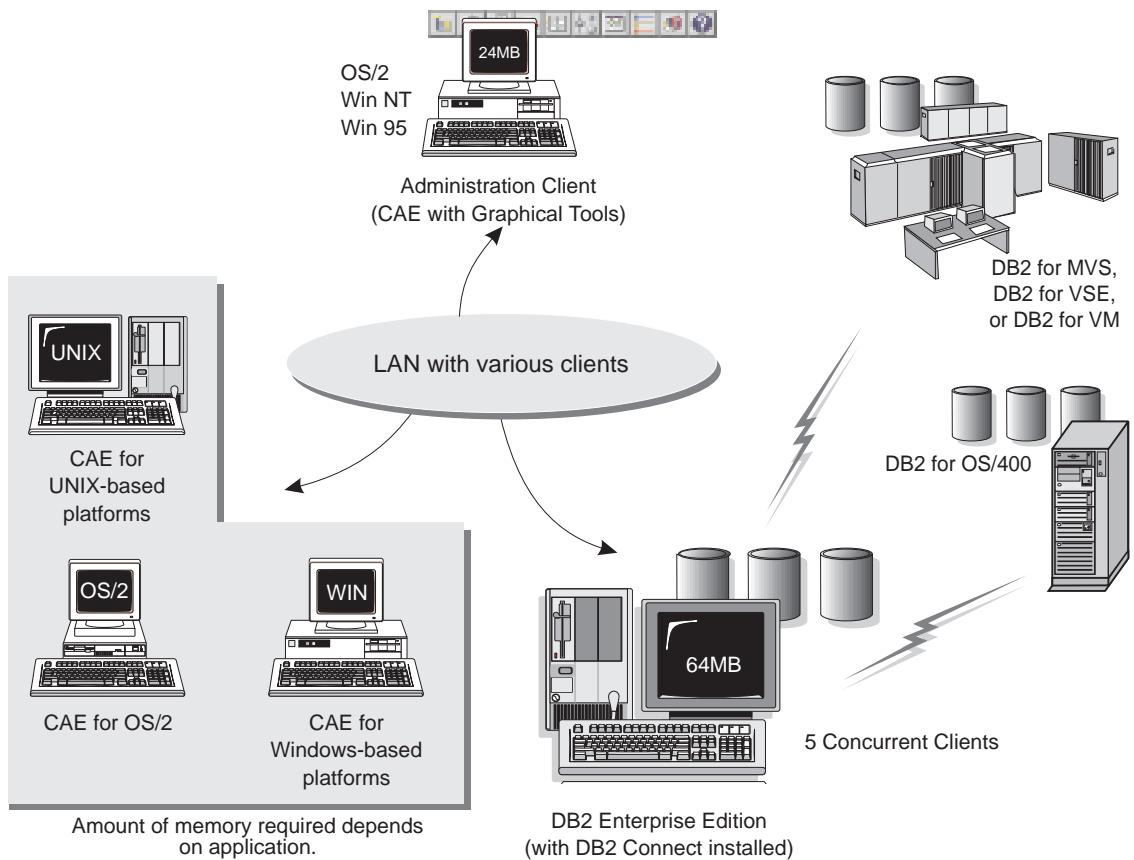 24MB
OS/2
Win NT
Win 95
Administration Client
(CAE with Graphical Tools)
DB2 for MVS,
DB2 for VSE,
or DB2 for VM
UNIX
LAN with various clients
CAE for
UNIX-based
platforms
DB2 for OS/400
OS/2
WIN
64MB
CAE for OS/2
CAE for
Windows-based
platforms
5 Concurrent Clients
Amount of memory required depends
on application.
DB2 Enterprise Edition
(with DB2 Connect installed)